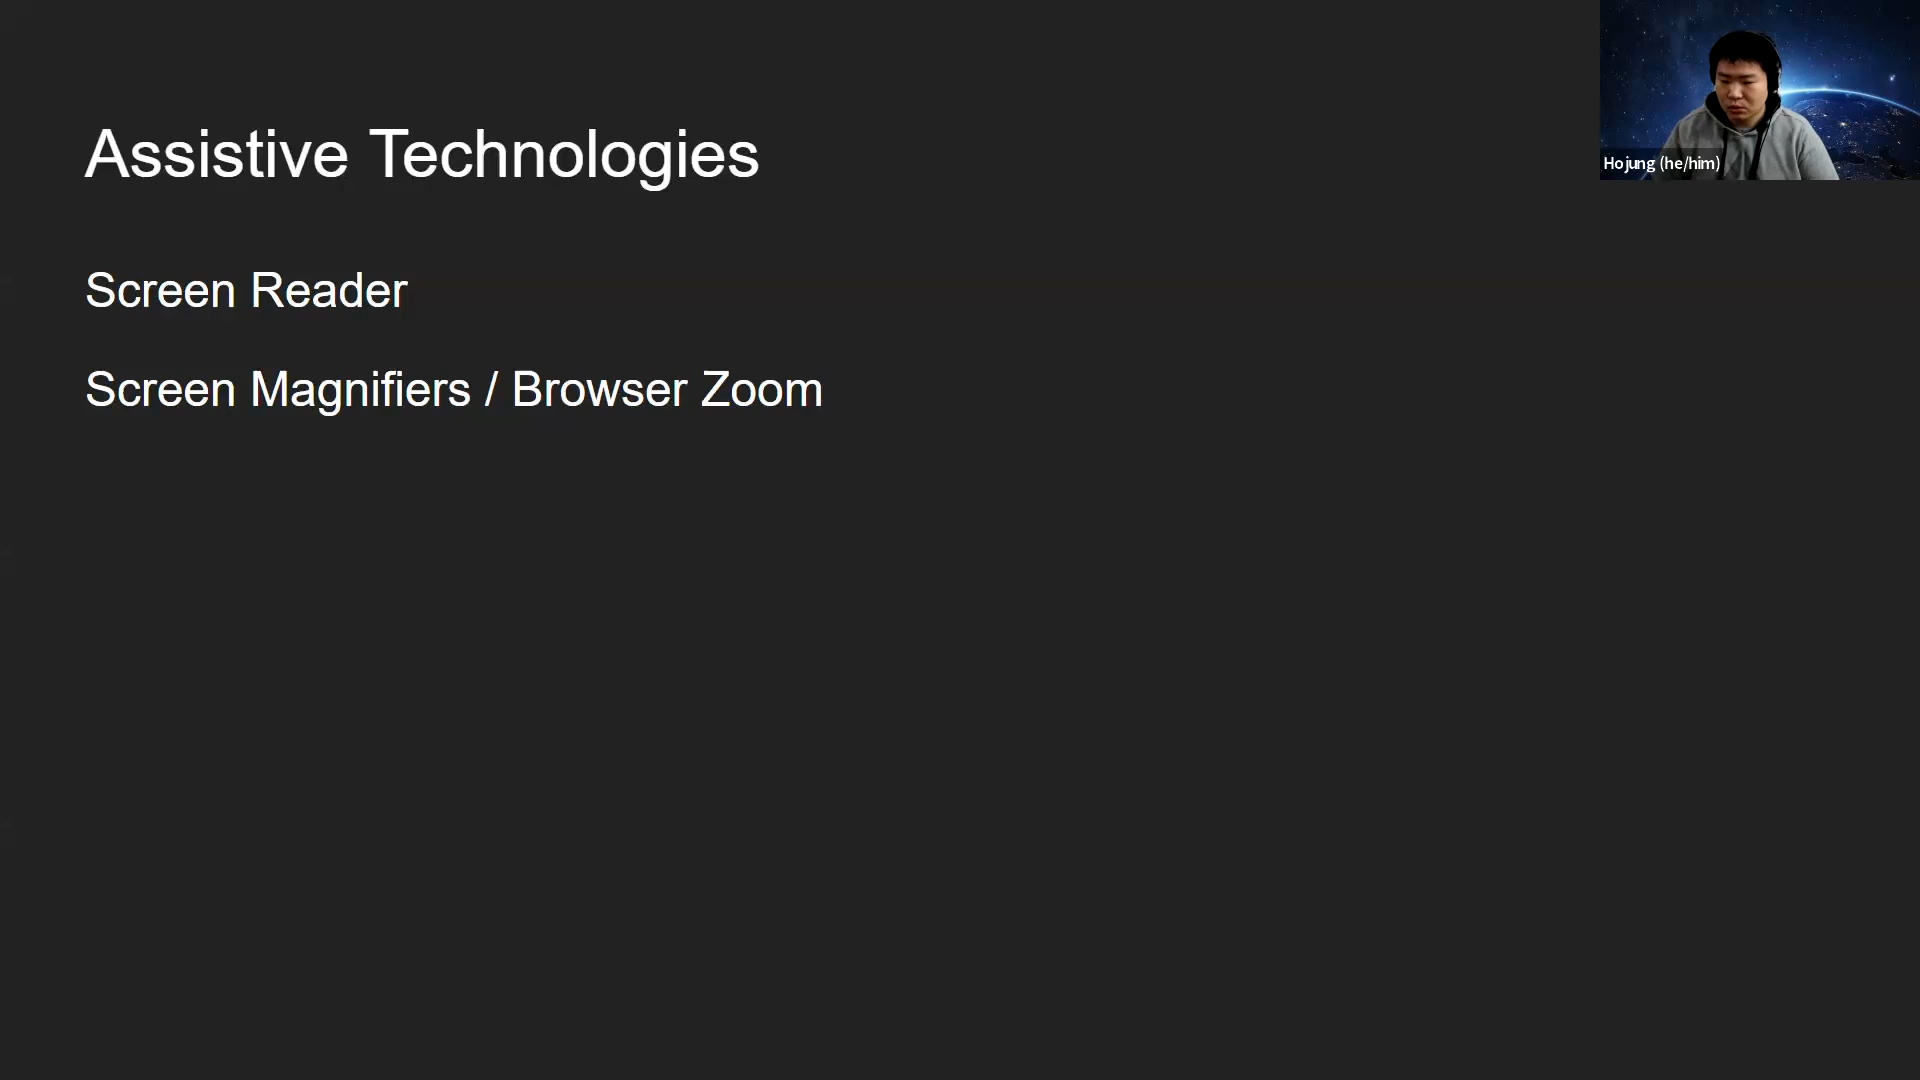 Assistive Technologies
Hojung (he/him)
Screen Reader
Screen Magnifiers / Browser Zoom